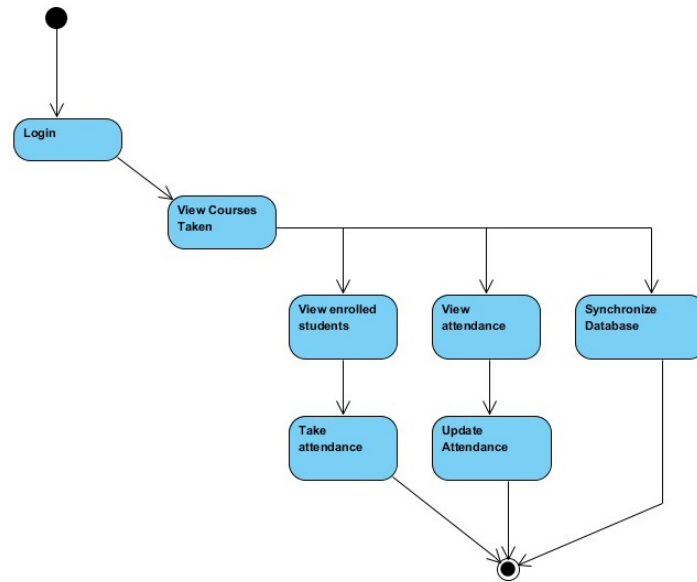 Login
View Courses
Taken
View enrolled
students
View
attendance
Synchronize
Database
Take
attendance
Update
Attendance